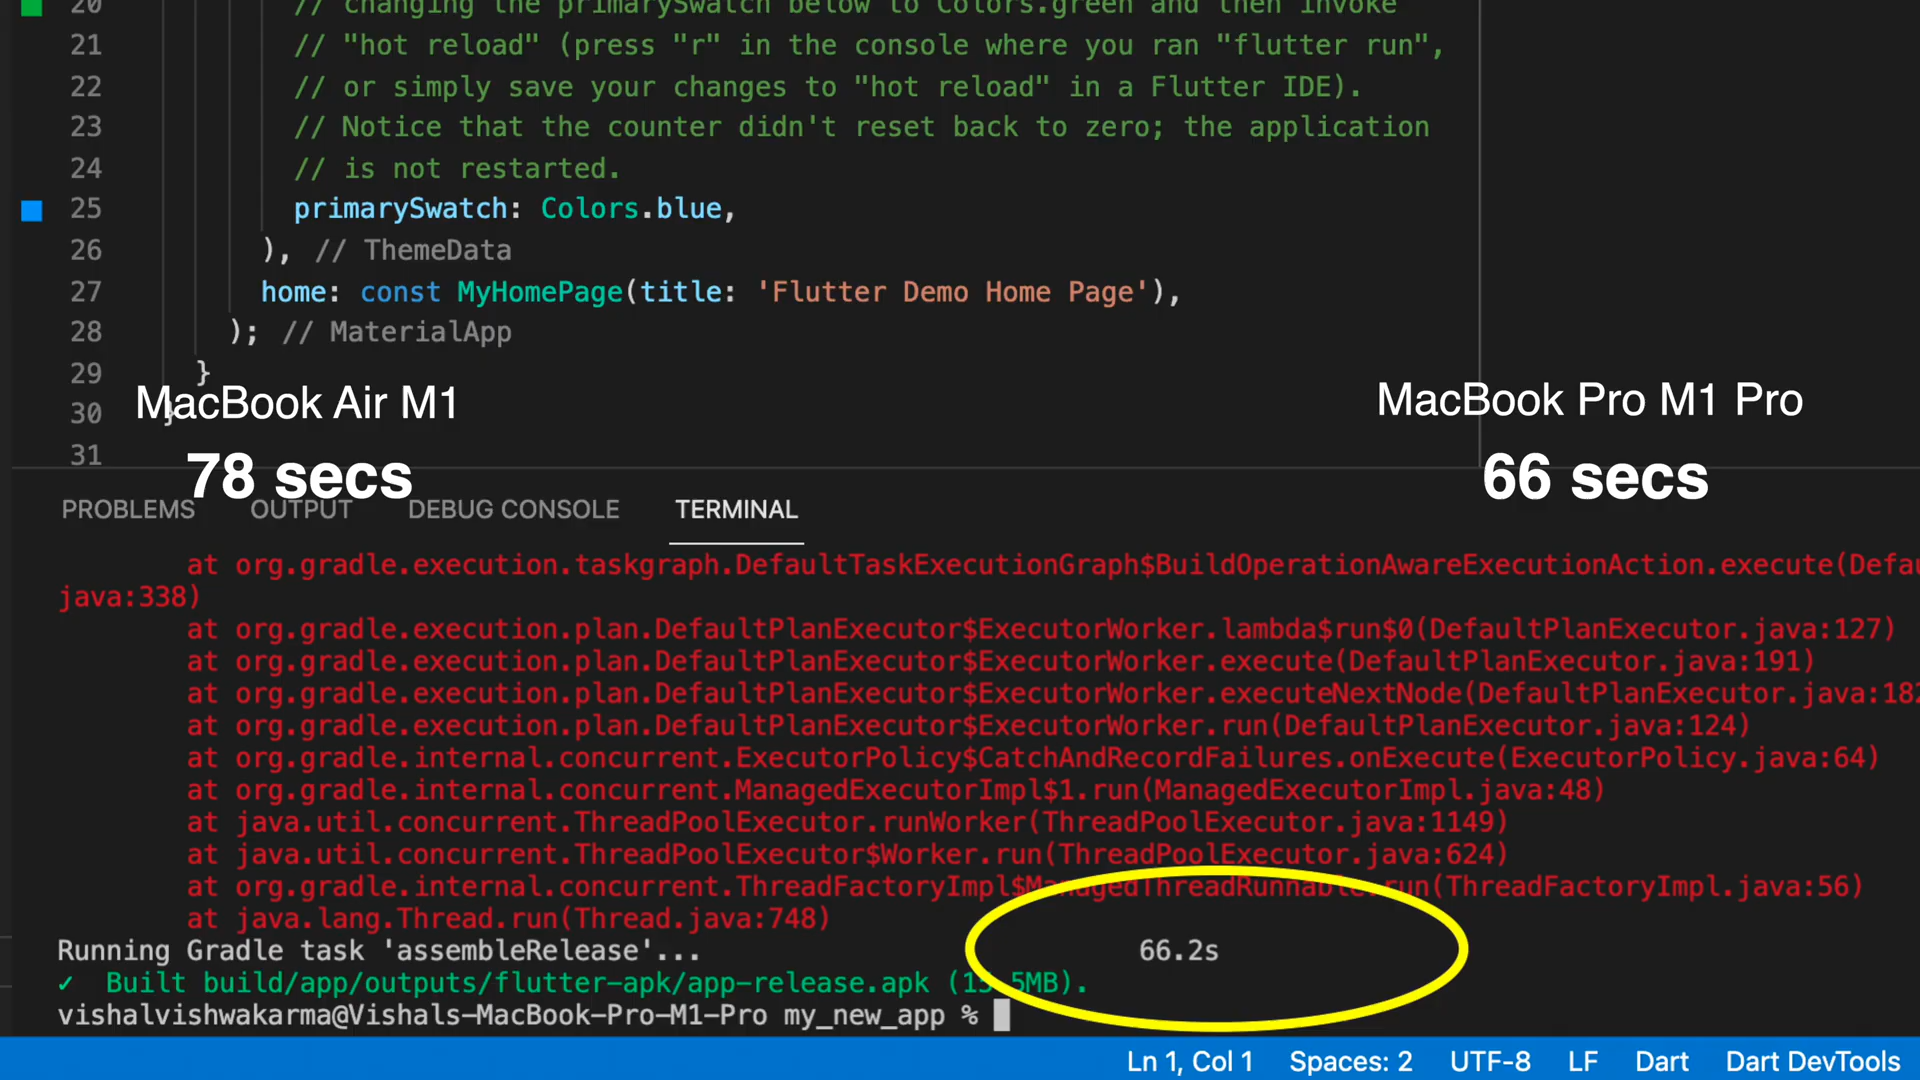 20 // changing the primarySwatch below to Colors.green and then invoke
21 // "hot reload" (press "r" in the console where you ran "flutter run",
22 // or simply save your changes to "hot reload" in a Flutter IDE).
23 // Notice that the counter didn't reset back to zero; the application
24 // is not restarted.
25 primarySwatch: Colors.blue,
26 ), // ThemeData
27 home: const MyHomePage(title: 'Flutter Demo Home Page'),
28 ); // MaterialApp
29 }
30 }
31
MacBook Air M1
78 secs
MacBook Pro M1 Pro
66 secs
PROBLEMS OUTPUT DEBUG CONSOLE TERMINAL
at org.gradle.execution.taskgraph.DefaultTaskExecutionGraph$BuildOperationAwareExecutionAction.execute(Defau
java:338)
at org.gradle.execution.plan.DefaultPlanExecutor$ExecutorWorker.lambda$run$0(DefaultPlanExecutor.java:127)
at org.gradle.execution.plan.DefaultPlanExecutor$ExecutorWorker.execute(DefaultPlanExecutor.java:191)
at org.gradle.execution.plan.DefaultPlanExecutor$ExecutorWorker.executeNextNode(DefaultPlanExecutor.java:182
at org.gradle.execution.plan.DefaultPlanExecutor$ExecutorWorker.run(DefaultPlanExecutor.java:124)
at org.gradle.internal.concurrent.ExecutorPolicy$CatchAndRecordFailures.onExecute(ExecutorPolicy.java:64)
at org.gradle.internal.concurrent.ManagedExecutorImpl$1.run(ManagedExecutorImpl.java:48)
at java.util.concurrent.ThreadPoolExecutor.runWorker(ThreadPoolExecutor.java:1149)
at java.util.concurrent.ThreadPoolExecutor$Worker.run(ThreadPoolExecutor.java:624)
at org.gradle.internal.concurrent.ThreadFactoryImpl$ManagedThreadRunnable.run(ThreadFactoryImpl.java:56)
at java.lang.Thread.run(Thread.java:748)
Running Gradle task 'assembleRelease'... 66.2s
✓ Built build/app/outputs/flutter-apk/app-release.apk
vishalvishwakarma@Vishals-MacBook-Pro-M1-Pro my_new_app %
Ln 1, Col 1 Spaces: 2 UTF-8 LF Dart Dart DevTools